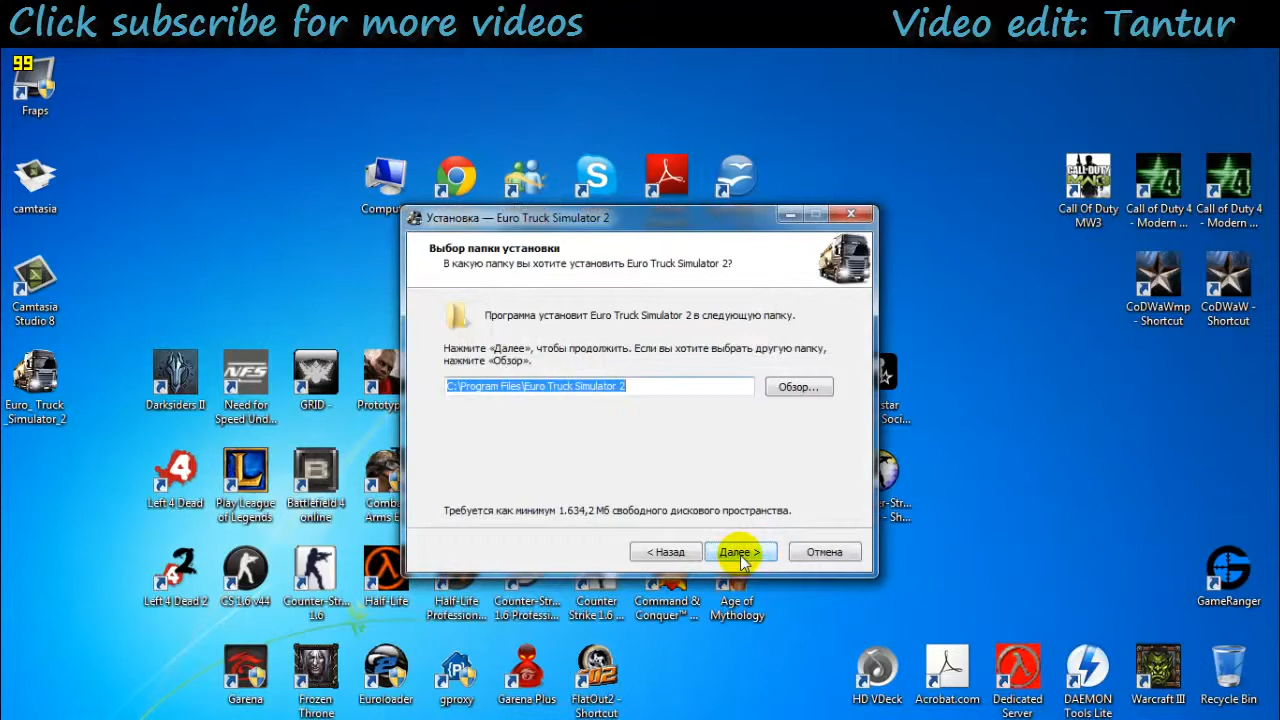 Click subscribe for more videos
Video edit: Tantur
99
Fraps
camtasia
Camtasia
Studio 8
Euro_ Truck
_Simulator_2
Call Of Duty
MW3
Call of Duty 4
- Modern ...
Call of Duty 4
- Modern ...
CoDWaWmp
- Shortcut
CoDWaW -
Shortcut
Установка — Euro Truck Simulator 2
Выбор папки установки
В какую папку вы хотите установить Euro Truck Simulator 2?
Программа установит Euro Truck Simulator 2 в следующую папку.
Нажмите «Далее», чтобы продолжить. Если вы хотите выбрать другую папку,
нажмите «Обзор».
C:\Program Files\Euro Truck Simulator 2
Обзор...
Требуется как минимум 1.634,2 Мб свободного дискового пространства.
< Назад
Далее >
Отмена
Darksiders II
Need for
Speed Und...
GRID -
Left 4 Dead
Play League
of Legends
Battlefield 4
online
Left 4 Dead 2
CS 1.6 v44
Counter-Str...
1.6
Half-Life
Half-Life
Profession...
Counter-Str...
1.6 Professi...
Counter
Strike 1.6 ...
Command &
Conquer™ ...
Age of
Mythology
GameRanger
Garena
Frozen
Throne
Euroloader
gproxy
Garena Plus
FlatOut2 -
Shortcut
HD VDeck
Acrobat.com
Dedicated
Server
DAEMON
Tools Lite
Warcraft III
Recycle Bin